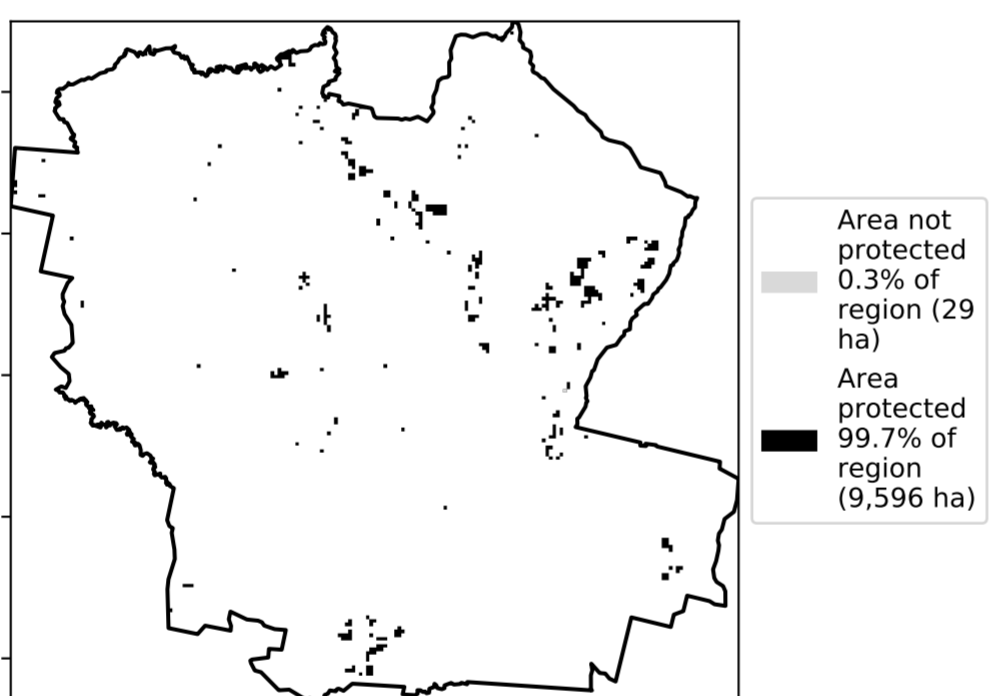 Area not
protected
0.3% of
region (29
ha)
Area
protected
99.7% of
region
(9,596 ha)